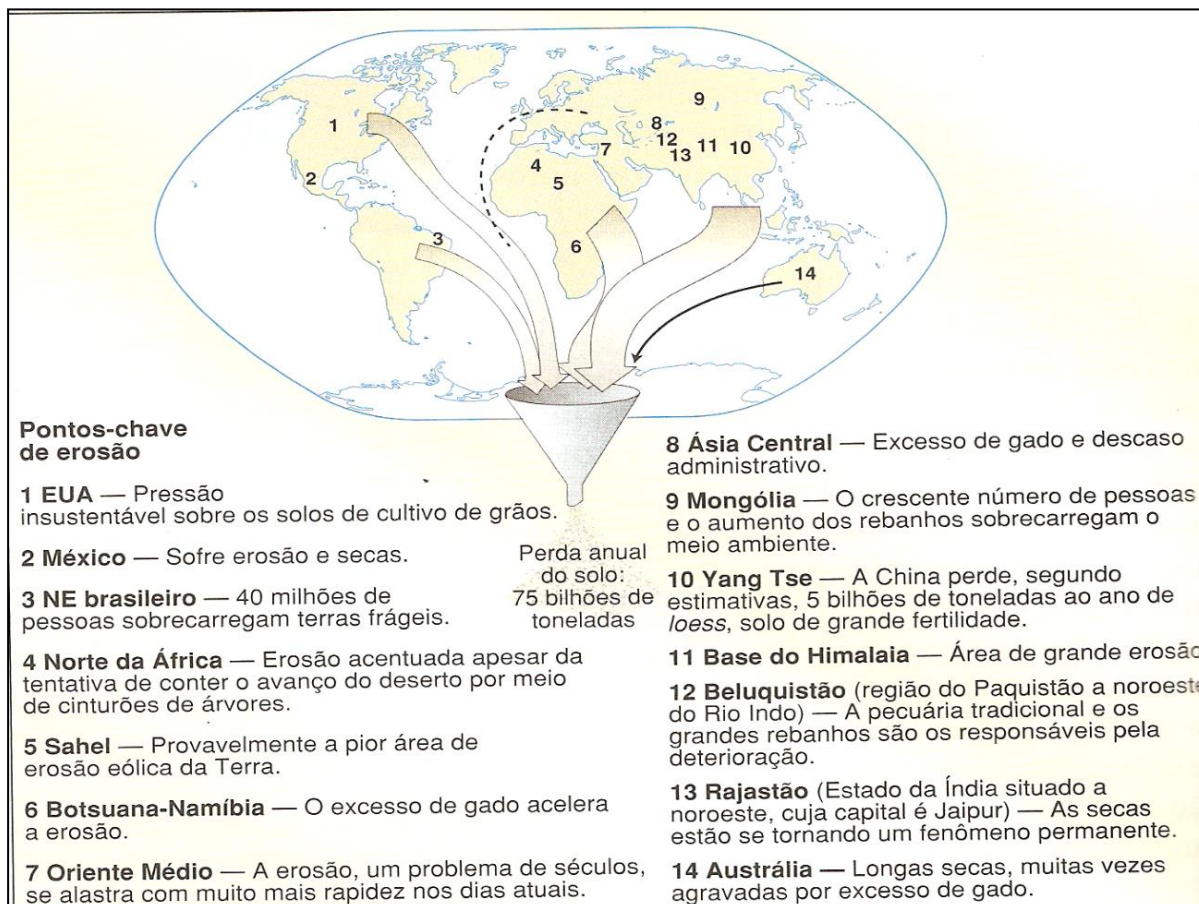 1
2
3
4
5
6
7
8
9
10
11
12
13
14
Pontos-chave
de erosão
1 EUA — Pressão
insustentável sobre os solos de cultivo de grãos.
2 México — Sofre erosão e secas.
3 NE brasileiro — 40 milhões de
pessoas sobrecarregam terras frágeis.
4 Norte da África — Erosão acentuada apesar da
tentativa de conter o avanço do deserto por meio
de cinturões de árvores.
5 Sahel — Provavelmente a pior área de
erosão eólica da Terra.
6 Botsuana-Namíbia — O excesso de gado acelera
a erosão.
7 Oriente Médio — A erosão, um problema de séculos,
se alastra com muito mais rapidez nos dias atuais.
Perda anual
do solo:
75 bilhões de
toneladas
8 Ásia Central — Excesso de gado e descaso
administrativo.
9 Mongólia — O crescente número de pessoas
e o aumento dos rebanhos sobrecarregam o
meio ambiente.
10 Yang Tse — A China perde, segundo
estimativas, 5 bilhões de toneladas ao ano de
loess, solo de grande fertilidade.
11 Base do Himalaia — Área de grande erosão
12 Beluquistão (região do Paquistão a noroeste
do Rio Indo) — A pecuária tradicional e os
grandes rebanhos são os responsáveis pela
deterioração.
13 Rajastão (Estado da Índia situado a
noroeste, cuja capital é Jaipur) — As secas
estão se tornando um fenômeno permanente.
14 Austrália — Longas secas, muitas vezes
agravadas por excesso de gado.